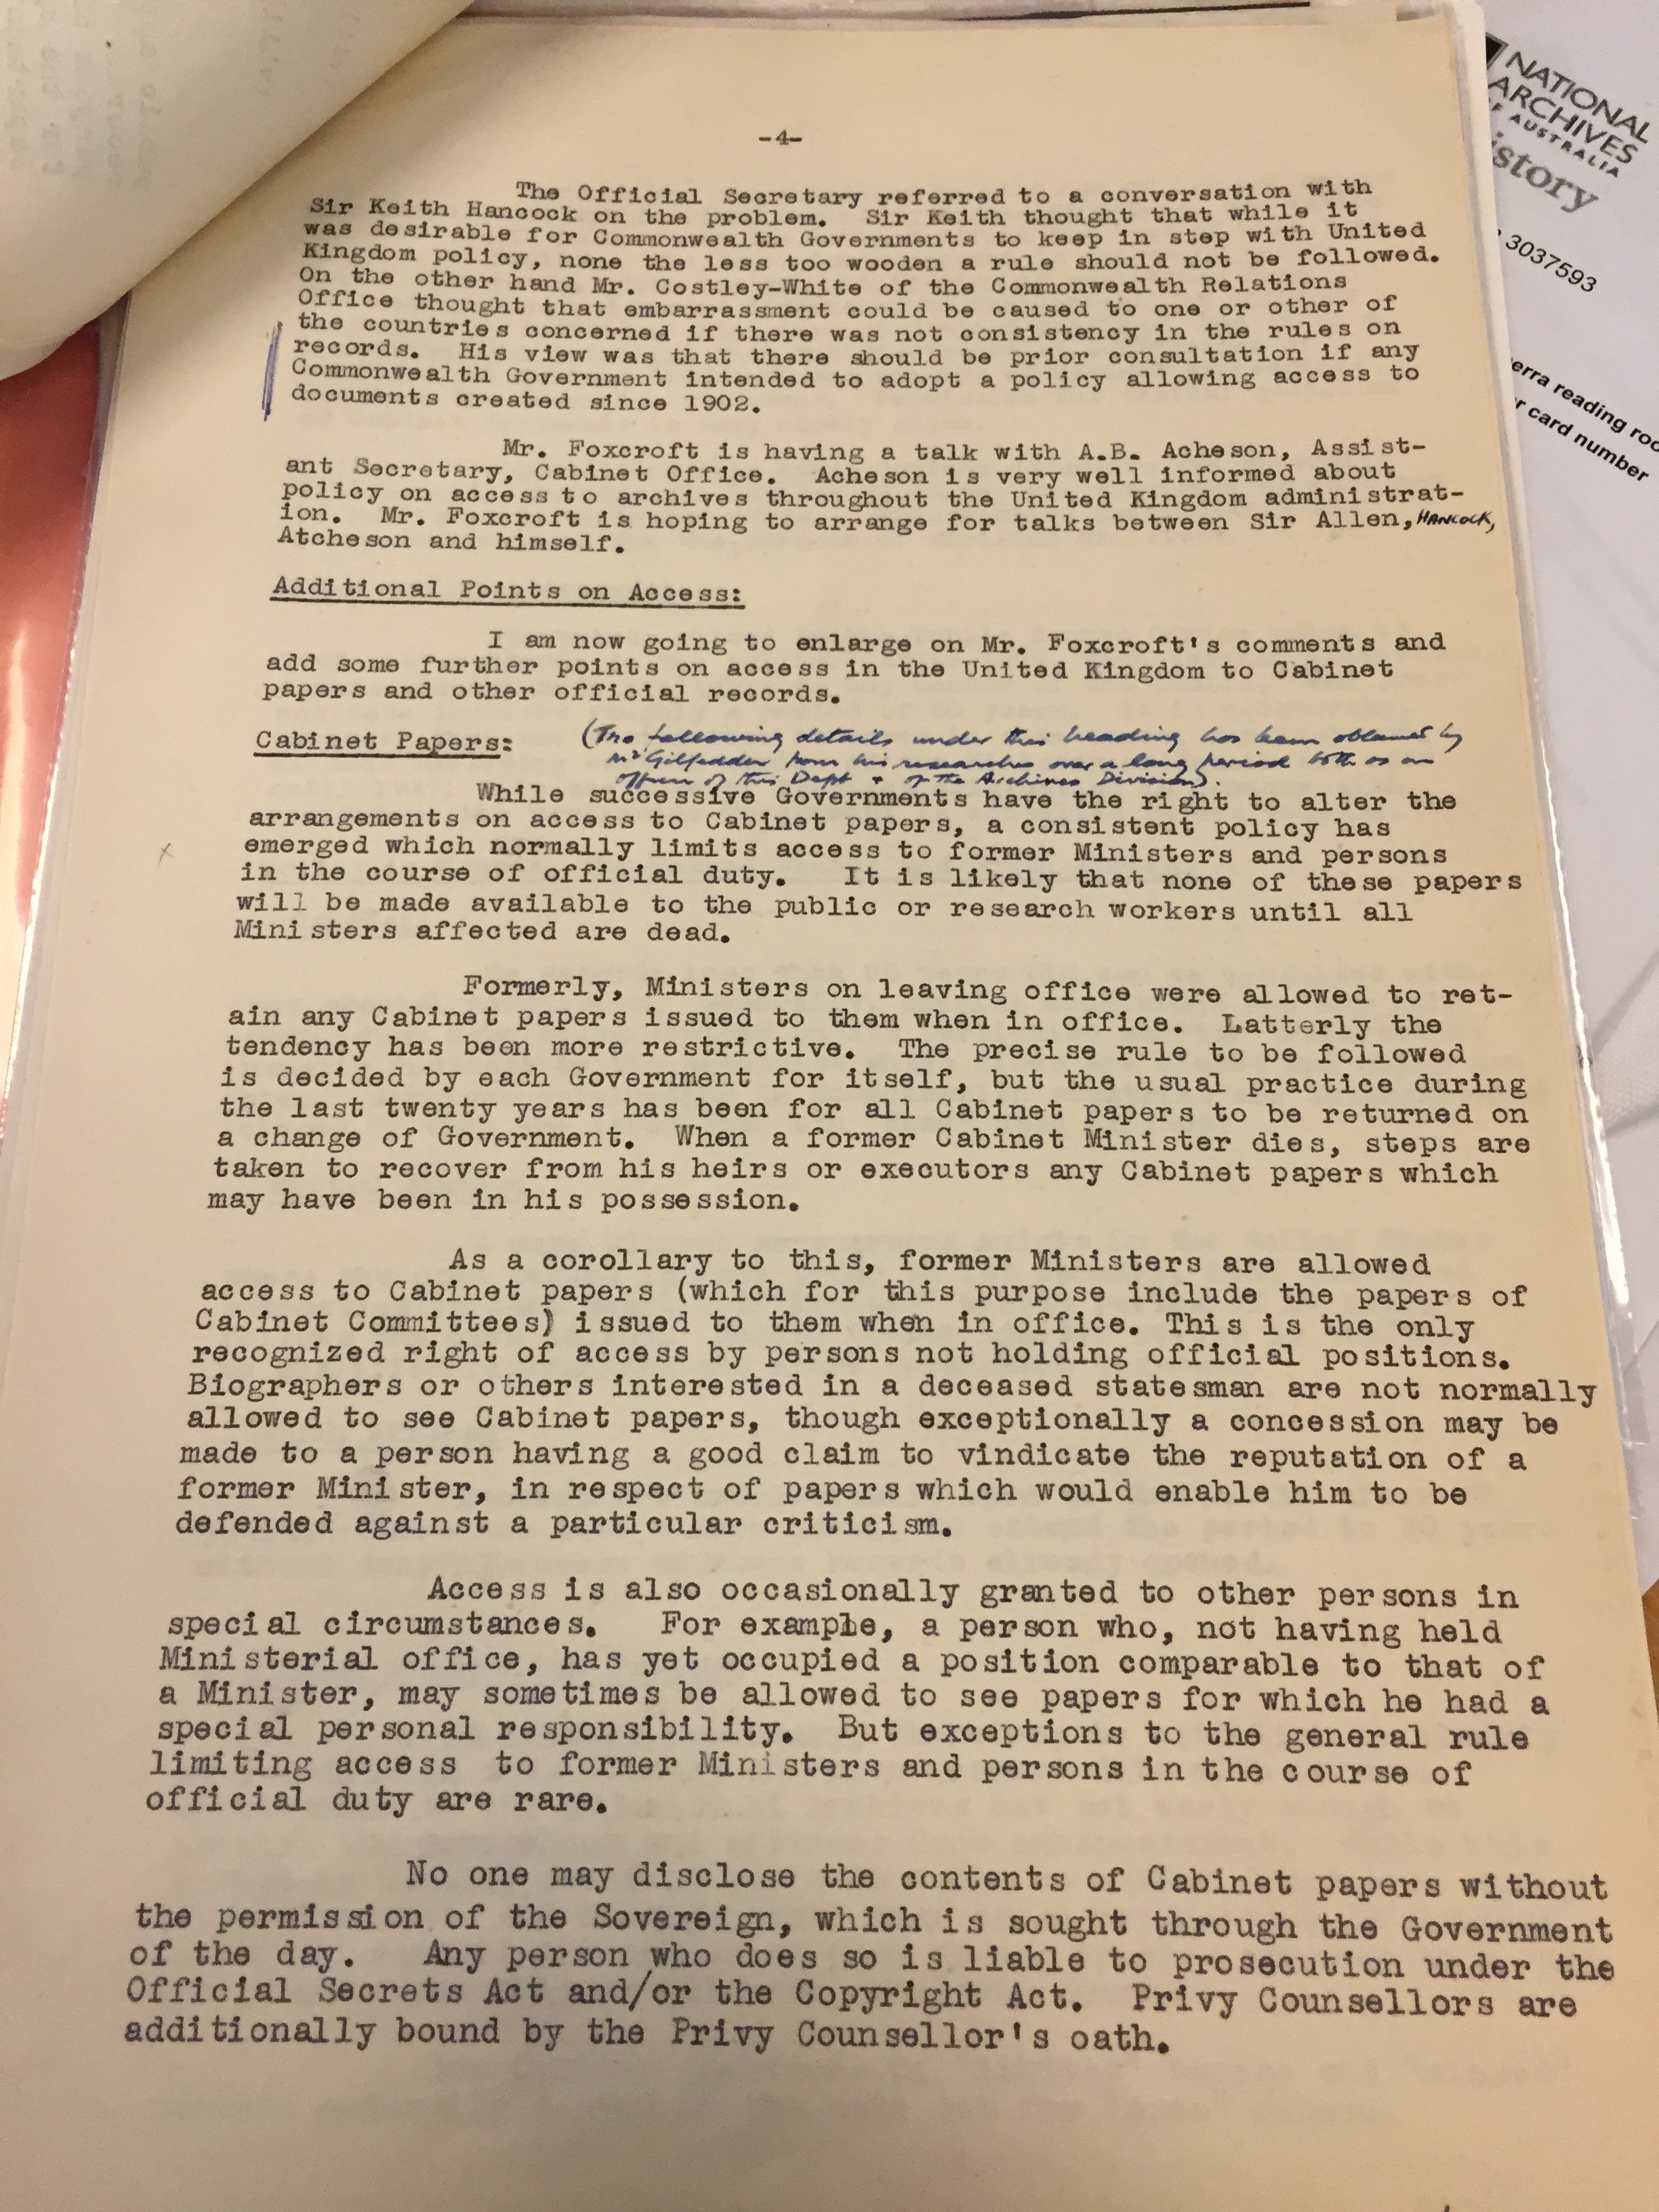 -4-
The Official Secretary referred to a conversation with
Sir Keith Hancock on the problem. Sir Keith thought that while it
was desirable for Commonwealth Governments to keep in step with United
Kingdom policy, none the less too wooden a rule should not be followed.
On the other hand Mr. Costley-White of the Commonwealth Relations
Office thought that embarrassment could be caused to one or other of
the countries concerned if there was not consistency in the rules on
records. His view was that there should be prior consultation if any
Commonwealth Government intended to adopt a policy allowing access to
documents created since 1902.
Mr. Foxcroft is having a talk with A.B. Acheson, Assist-
ant Secretary, Cabinet Office. Acheson is very well informed about
policy on access to archives throughout the United Kingdom administrat-
ion. Mr. Foxcroft is hoping to arrange for talks between Sir Allen, HANCOCK,
Atcheson and himself.
Additional Points on Access:
I am now going to enlarge on Mr. Foxcroft's comments and
add some further points on access in the United Kingdom to Cabinet
papers and other official records.
Cabinet Papers: (The following details under this heading has been obtained by
Mr Gilfedder from his researches over a long period both as an
officer of this Dept & of the Archives Division).
While successive Governments have the right to alter the
arrangements on access to Cabinet papers, a consistent policy has
emerged which normally limits access to former Ministers and persons
in the course of official duty. It is likely that none of these papers
will be made available to the public or research workers until all
Ministers affected are dead.
Formerly, Ministers on leaving office were allowed to ret-
ain any Cabinet papers issued to them when in office. Latterly the
tendency has been more restrictive. The precise rule to be followed
is decided by each Government for itself, but the usual practice during
the last twenty years has been for all Cabinet papers to be returned on
a change of Government. When a former Cabinet Minister dies, steps are
taken to recover from his heirs or executors any Cabinet papers which
may have been in his possession.
As a corollary to this, former Ministers are allowed
access to Cabinet papers (which for this purpose include the papers of
Cabinet Committees) issued to them when in office. This is the only
recognized right of access by persons not holding official positions.
Biographers or others interested in a deceased statesman are not normally
allowed to see Cabinet papers, though exceptionally a concession may be
made to a person having a good claim to vindicate the reputation of a
former Minister, in respect of papers which would enable him to be
defended against a particular criticism.
Access is also occasionally granted to other persons in
special circumstances. For example, a person who, not having held
Ministerial office, has yet occupied a position comparable to that of
a Minister, may sometimes be allowed to see papers for which he had a
special personal responsibility. But exceptions to the general rule
limiting access to former Ministers and persons in the course of
official duty are rare.
No one may disclose the contents of Cabinet papers without
the permission of the Sovereign, which is sought through the Government
of the day. Any person who does so is liable to prosecution under the
Official Secrets Act and/or the Copyright Act. Privy Counsellors are
additionally bound by the Privy Counsellor's oath.
NATIONAL
ARCHIVES
OF AUSTRALIA
3037593
reading
card number